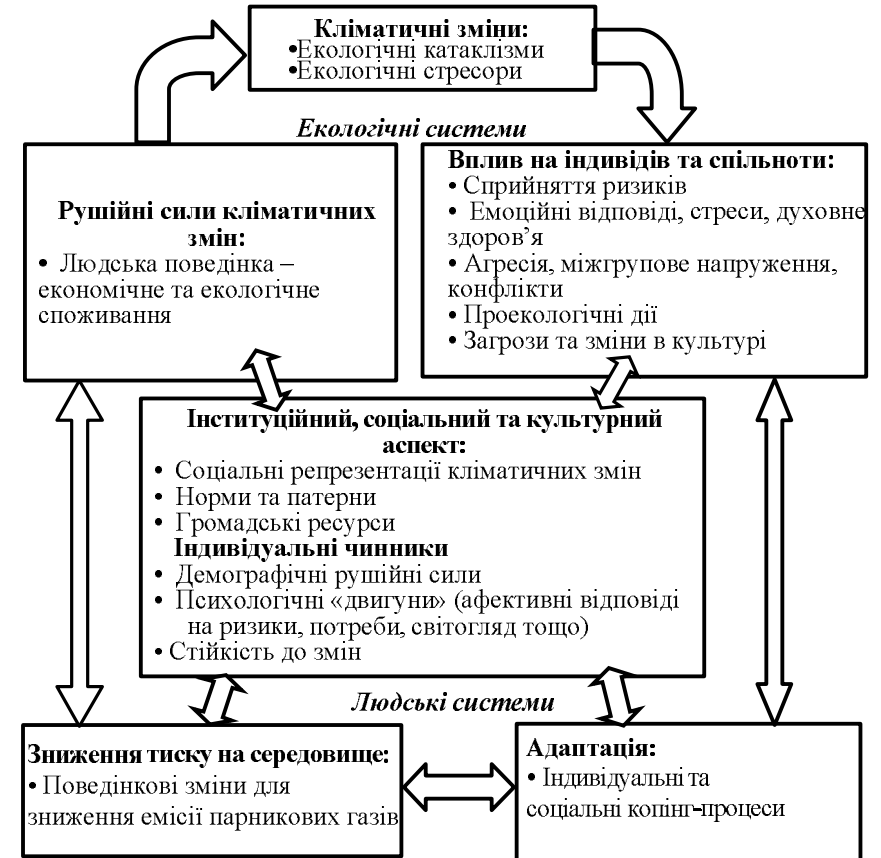 Кліматичні зміни:
•Екологічні катаклізми
•Екологічні стресори
Екологічні системи
Рушійні сили кліматичних
змін:
• Людська поведінка –
економічне та екологічне
споживання
Вплив на індивідів та спільноти:
• Сприйняття ризиків
• Емоційні відповіді, стреси, духовне
здоров’я
• Агресія, міжгрупове напруження,
конфлікти
• Проекологічні дії
• Загрози та зміни в культурі
Інституційний, соціальний та культурний
аспект:
• Соціальні репрезентації кліматичних змін
• Норми та патерни
• Громадські ресурси
Індивідуальні чинники
• Демографічні рушійні сили
• Психологічні «двигуни» (афективні відповіді
на ризики, потреби, світогляд тощо)
• Стійкість до змін
Людські системи
Зниження тиску на середовище:
• Поведінкові зміни для
зниження емісії парникових газів
Адаптація:
• Індивідуальні та
соціальні копінг-процеси